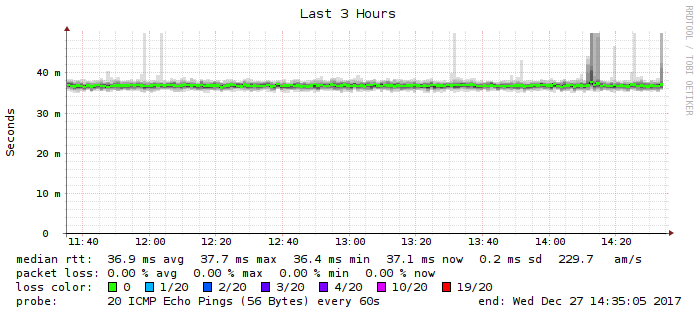 Last 3 Hours
RRDTOOL / TOBI OETIKER
Seconds
40 m
30 m
20 m
10 m
0
11:40 12:00 12:20 12:40 13:00 13:20 13:40 14:00 14:20
median rtt: 36.9 ms avg 37.7 ms max 36.4 ms min 37.1 ms now 0.2 ms sd 229.7 am/s
packet loss: 0.00 % avg 0.00 % max 0.00 % min 0.00 % now
loss color: 0 1/20 2/20 3/20 4/20 10/20 19/20
probe: 20 ICMP Echo Pings (56 Bytes) every 60s end: Wed Dec 27 14:35:05 2017